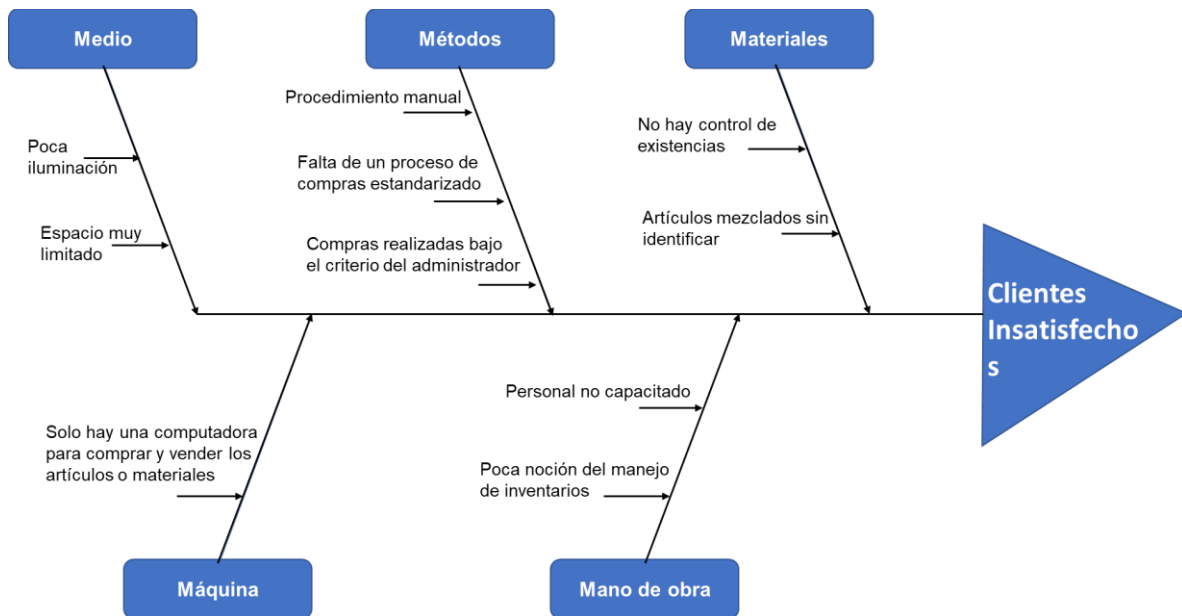 Medio
Métodos
Materiales
Procedimiento manual
Poca
iluminación
Falta de un proceso de
compras estandarizado
No hay control de
existencias
Espacio muy
limitado
Compras realizadas bajo
el criterio del administrador
Artículos mezclados sin
identificar
Clientes
Insatisfecho
s
Solo hay una computadora
para comprar y vender los
artículos o materiales
Personal no capacitado
Poca noción del manejo
de inventarios
Máquina
Mano de obra